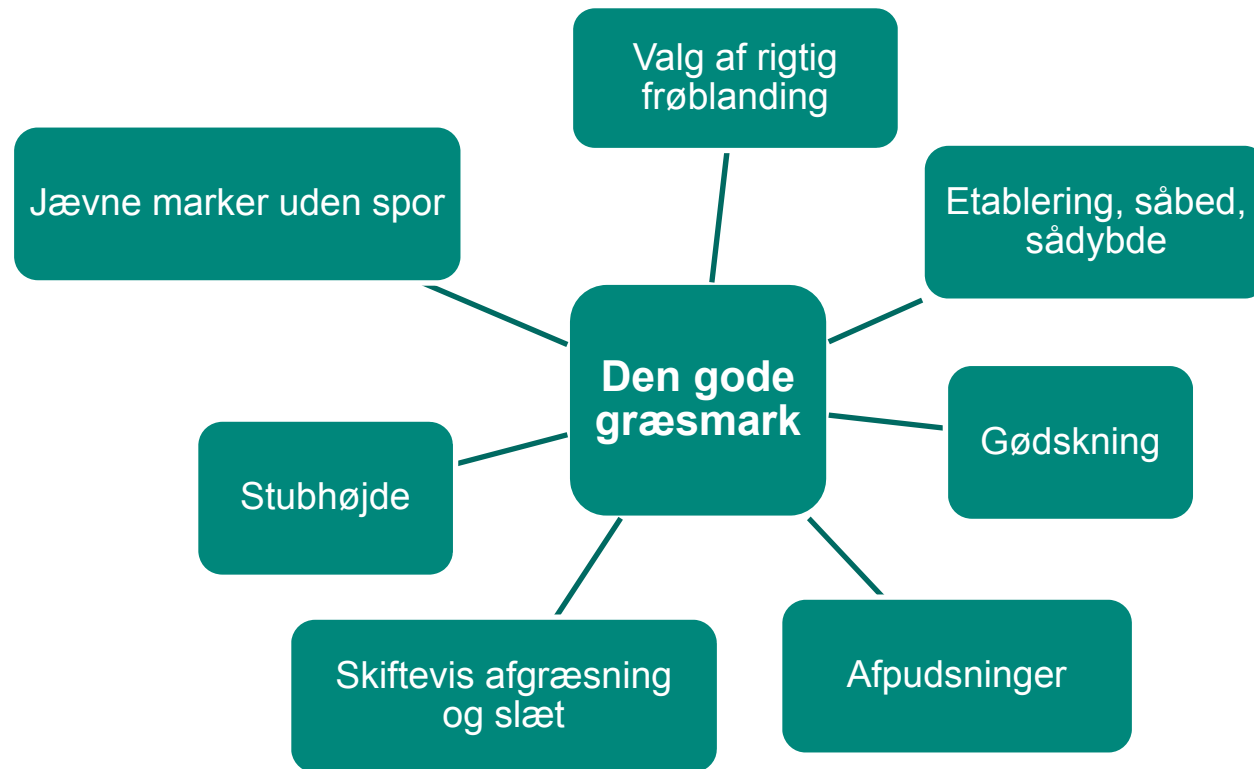 Valg af rigtig
frøblanding
Jævne marker uden spor
Etablering, såbed,
sådybde
Den gode
græsmark
Gødskning
Stubhøjde
Skiftevis afgræsning
og slæt
Afpudsninger